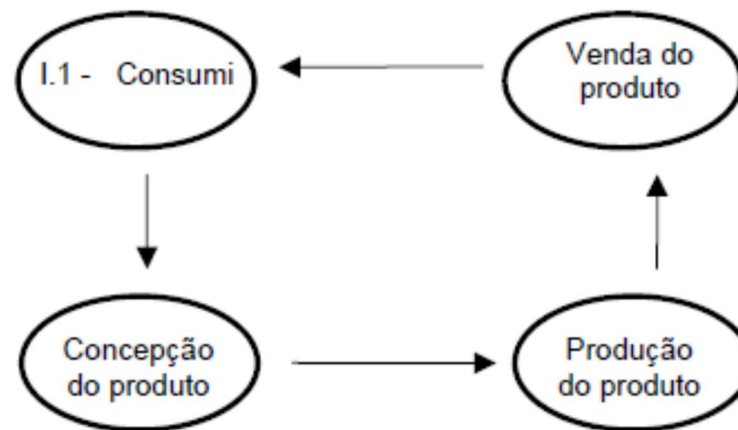 I.1 - Consumi
Venda do
produto
Concepção
do produto
Produção
do produto